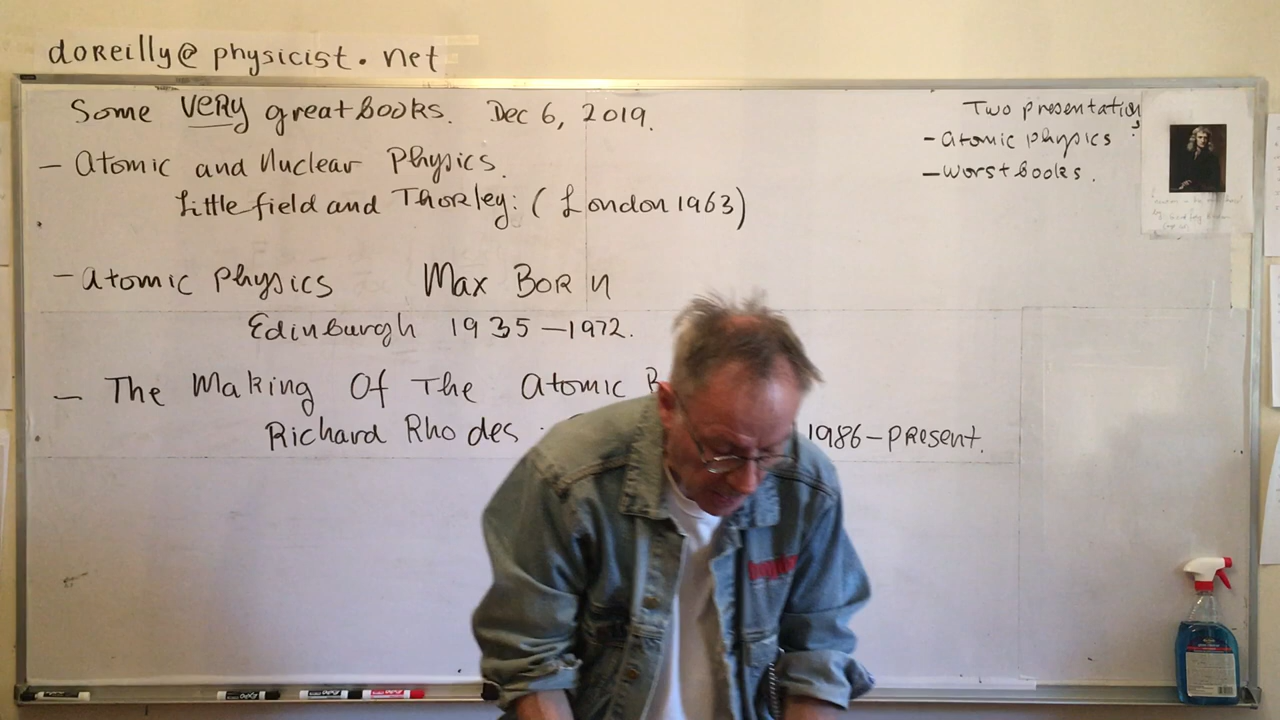 doReilly@physicist.net
Some VERY great books. Dec 6, 2019.
- Atomic and Nuclear Physics.
Littlefield and Thorley: (London 1963)
- Atomic Physics Max Born
Edinburgh 1935-1972.
- The Making Of The Atomic
Richard Rhodes 1986-Present.
Two presentations
- Atomic physics
- worst books.